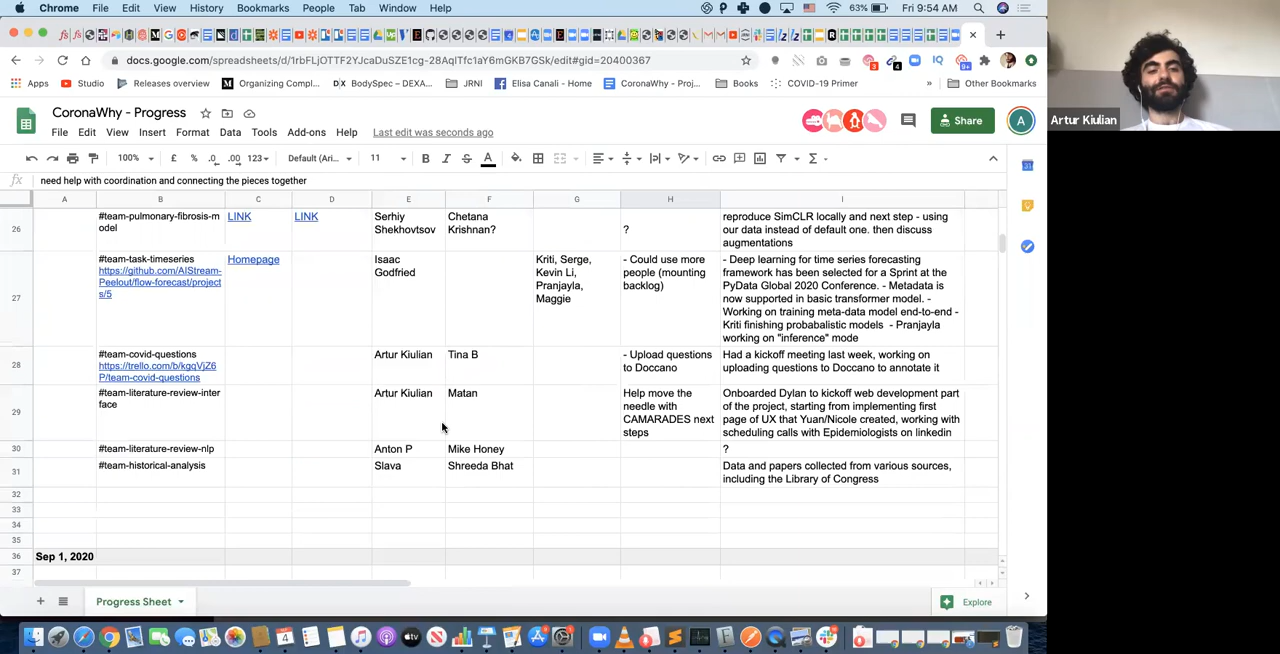 Chrome File Edit View History Bookmarks People Tab Window Help 63% Fri 9:54 AM
docs.google.com/spreadsheets/d/1rbFLjOTTF2YJcaDuSZE1cg-28AqlTfc1aY6mGKB7GSk/edit#gid=20400367
Apps Studio Releases overview Organizing Compl... BodySpec – DEXA... JRNI Elisa Canali - Home CoronaWhy - Proj... Books COVID-19 Primer » Other Bookmarks
CoronaWhy - Progress
Share
A
File Edit View Insert Format Data Tools Add-ons Help Last edit was seconds ago
100% £ % .0 .00 123 Default (Ari... 11 B I S A
fx need help with coordination and connecting the pieces together
A B C D E F G H I
26 #team-pulmonary-fibrosis-m
odel
LINK LINK
Serhiy
Shekhovtsov
Chetana
Krishnan?
?
reproduce SimCLR locally and next step - using
our data instead of default one. then discuss
augmentations
27 #team-task-timeseries
https://github.com/AIStream-
Peelout/flow-forecast/project
s/5
Homepage
Isaac
Godfried
Kriti, Serge,
Kevin Li,
Pranjayla,
Maggie
- Could use more
people (mounting
backlog)
- Deep learning for time series forecasting
framework has been selected for a Sprint at the
PyData Global 2020 Conference. - Metadata is
now supported in basic transformer model. -
Working on training meta-data model end-to-end -
Kriti finishing probabalistic models - Pranjayla
working on "inference" mode
28 #team-covid-questions
https://trello.com/b/kgqVjZ6
P/team-covid-questions
Artur Kiulian
Tina B
- Upload questions
to Doccano
Had a kickoff meeting last week, working on
uploading questions to Doccano to annotate it
29 #team-literature-review-inter
face
Artur Kiulian
Matan
Help move the
needle with
CAMARADES next
steps
Onboarded Dylan to kickoff web development part
of the project, starting from implementing first
page of UX that Yuan/Nicole created, working with
scheduling calls with Epidemiologists on linkedin
30 #team-literature-review-nlp Anton P Mike Honey ?
31 #team-historical-analysis Slava Shreeda Bhat
Data and papers collected from various sources,
including the Library of Congress
32
33
34
35
36 Sep 1, 2020
37
Progress Sheet
Explore
Artur Kiulian